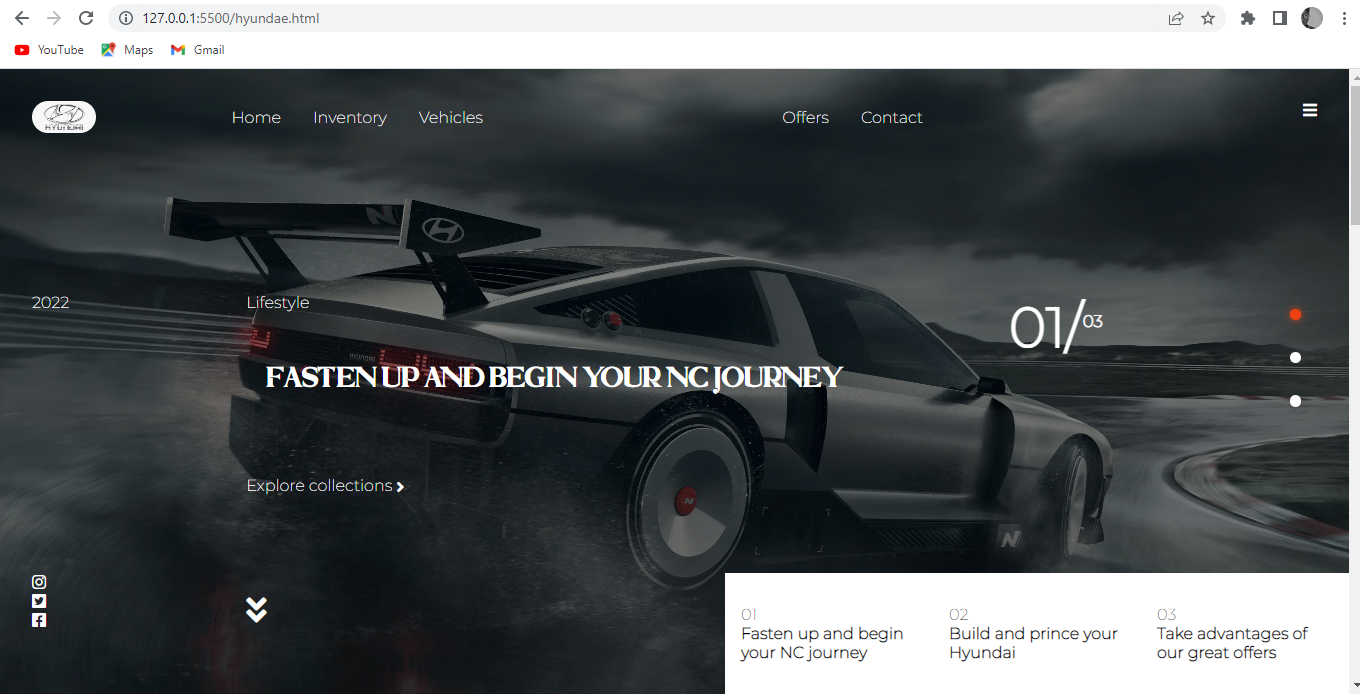 127.0.0.1:5500/hyundae.html
YouTube Maps Gmail
HYUNDAI
Home Inventory Vehicles Offers Contact
N
2022 Lifestyle
01/03
HYUNDAI
FASTEN UP AND BEGIN YOUR NC JOURNEY
Explore collections
N
N
01
Fasten up and begin
your NC journey
02
Build and prince your
Hyundai
03
Take advantages of
our great offers